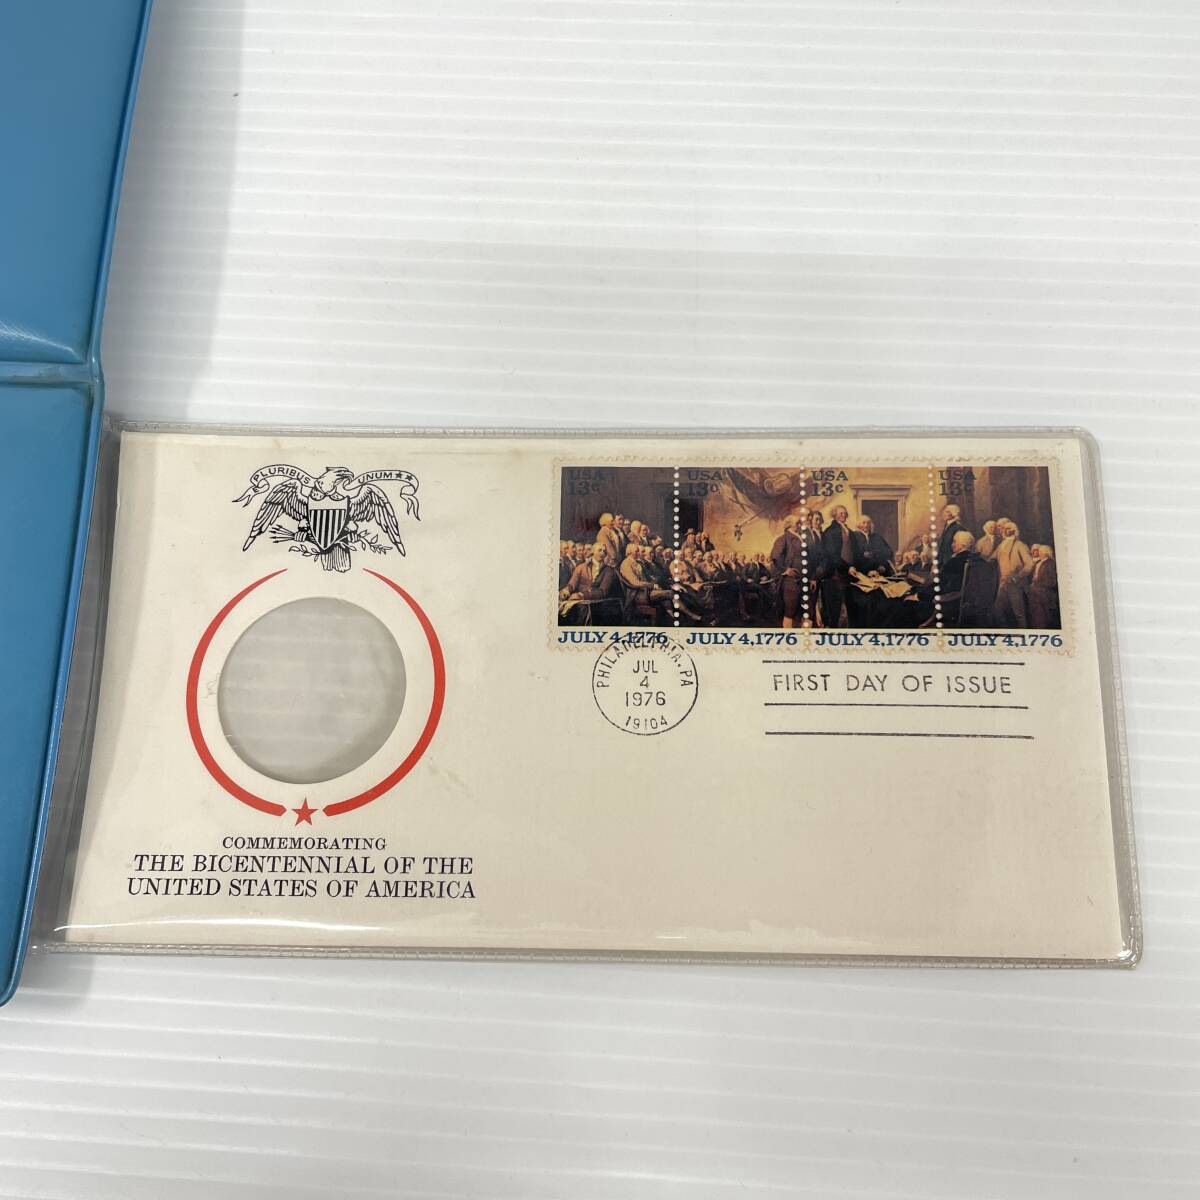 PLURIBUS UNUM
USA 13c
USA 13c
USA 13c
USA 13c
JULY 4,1776 JULY 4,1776 JULY 4,1776 JULY 4,1776
PHILADELPHIA, PA
JUL
4
1976
19104
FIRST DAY OF ISSUE
COMMEMORATING
THE BICENTENNIAL OF THE
UNITED STATES OF AMERICA